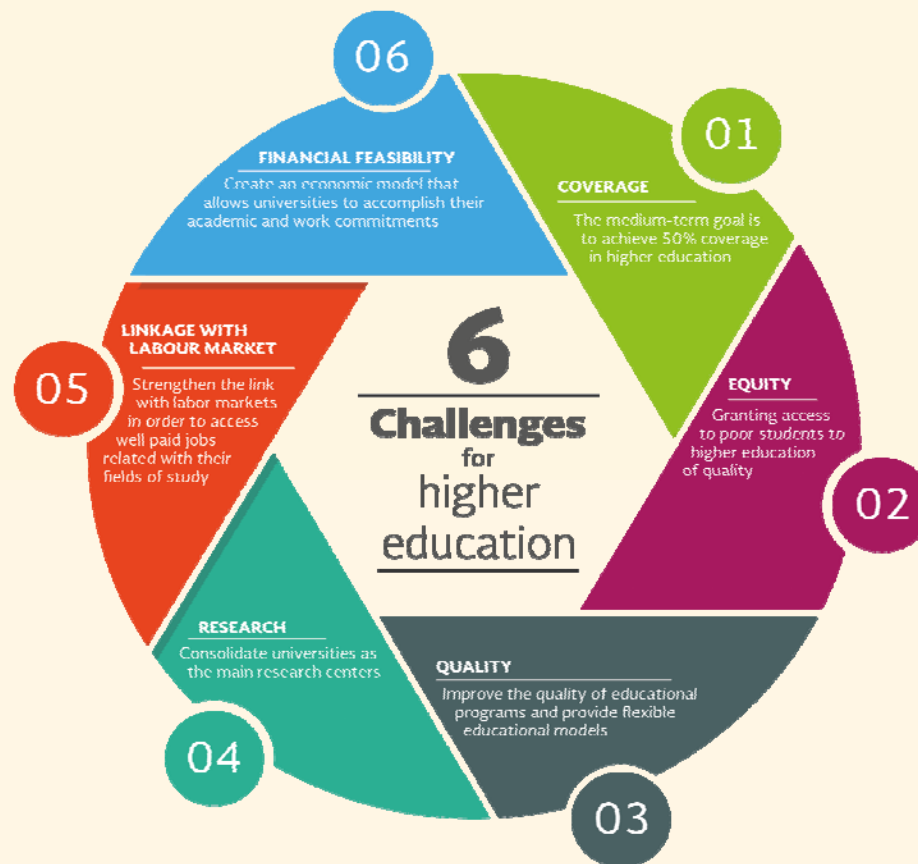 6
Challenges
for
higher
education
01
COVERAGE
The medium-term goal is
to achieve 50% coverage
in higher education
02
EQUITY
Granting access
to poor students to
higher education
of quality
03
QUALITY
Improve the quality of educational
programs and provide flexible
educational models
04
RESEARCH
Consolidate universities as
the main research centers
05
LINKAGE WITH
LABOUR MARKET
Strengthen the link
with labor markets
in order to access
well paid jobs
related with their
fields of study
06
FINANCIAL FEASIBILITY
Create an economic model that
allows universities to accomplish their
academic and work commitments